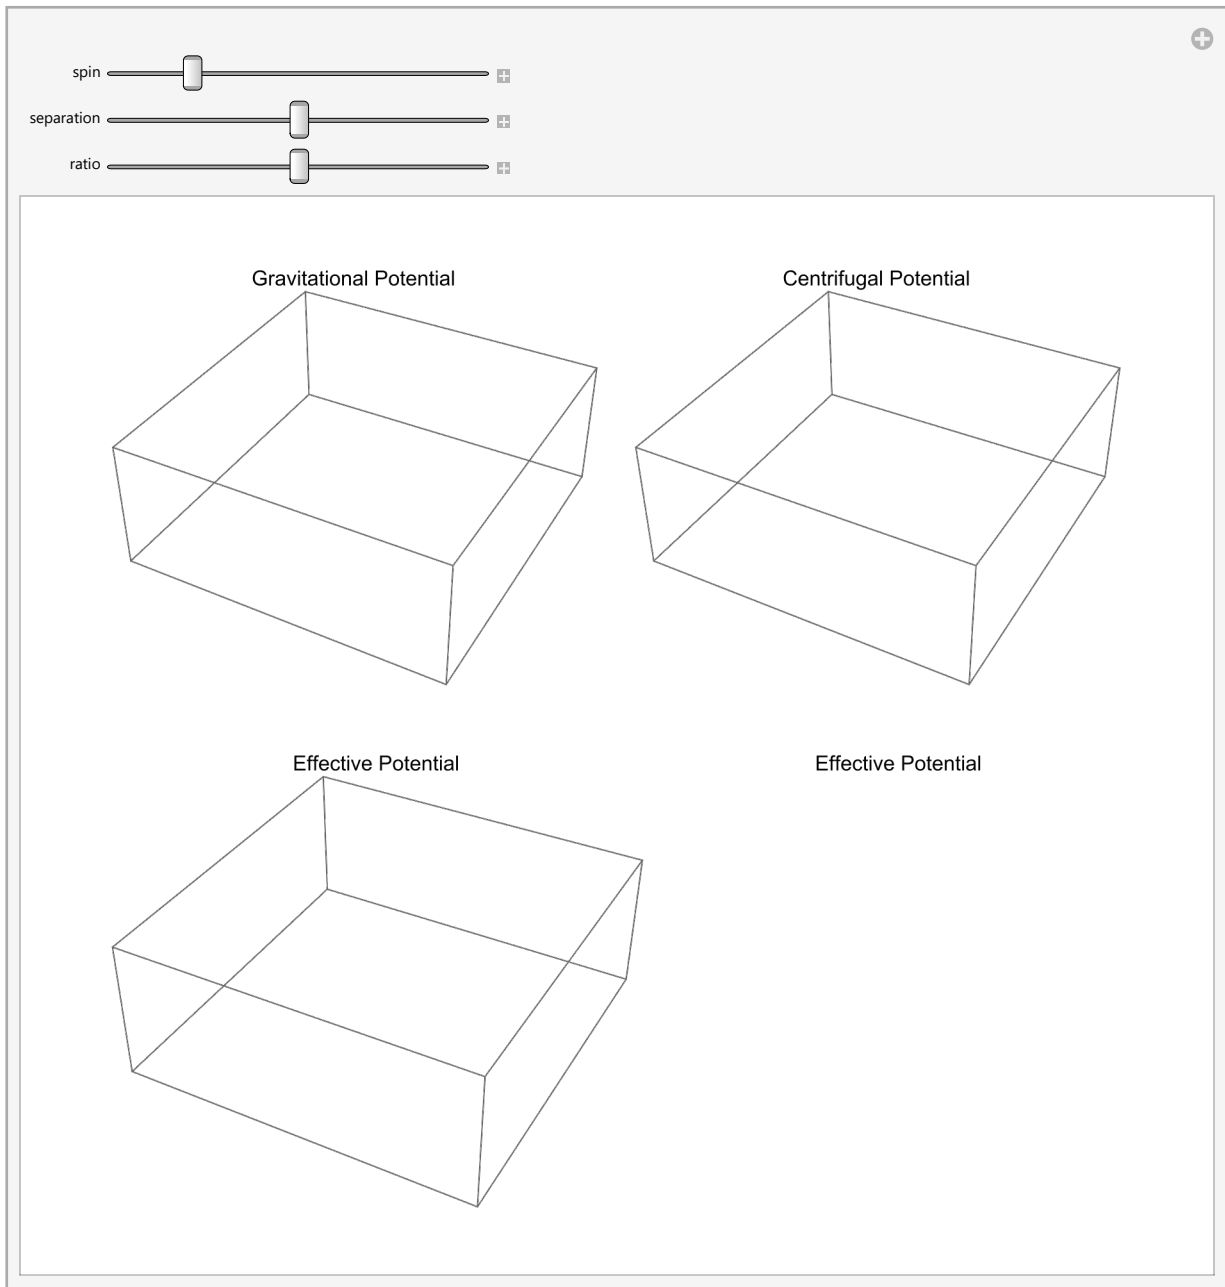 spin
separation
ratio
Gravitational Potential
Centrifugal Potential
Effective Potential
Effective Potential